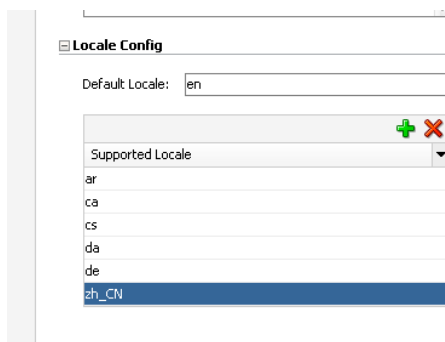 Locale Config
Default Locale: en
Supported Locale
ar
ca
cs
da
de
zh_CN